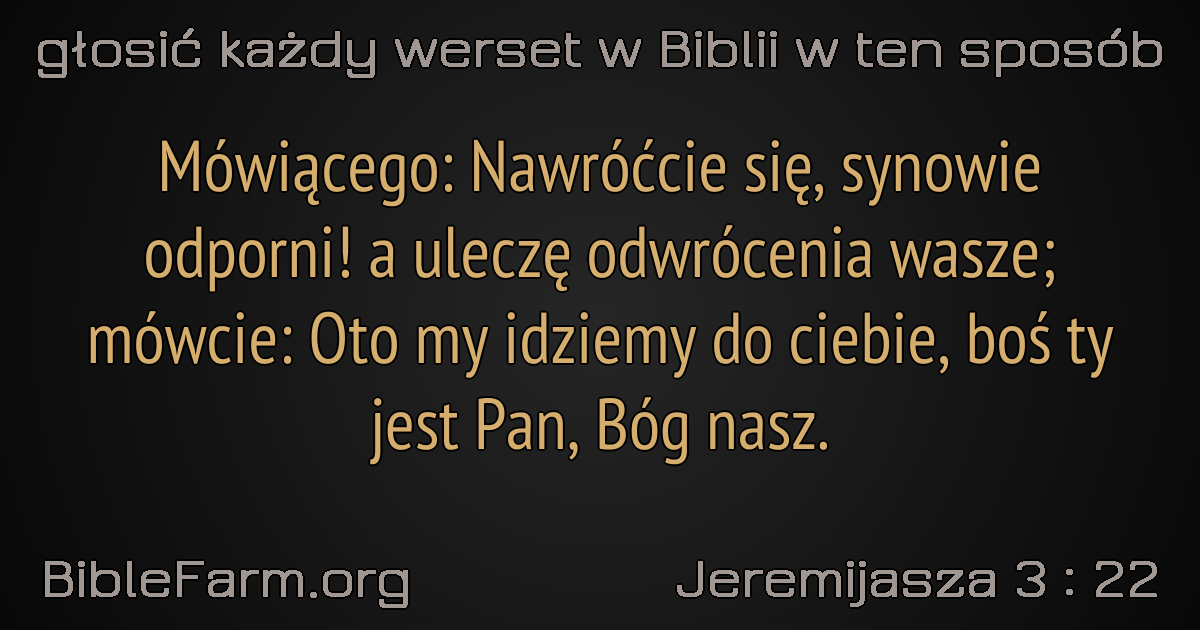 głosić każdy werset w Biblii w ten sposób
Mówiącego: Nawróććie się, synowie
odporni! a uleczę odwrócenia wasze;
mówcie: Oto my idziemy do ciebie, boś ty
jest Pan, Bóg nasz.
BibleFarm.org
Jeremijasza 3 : 22